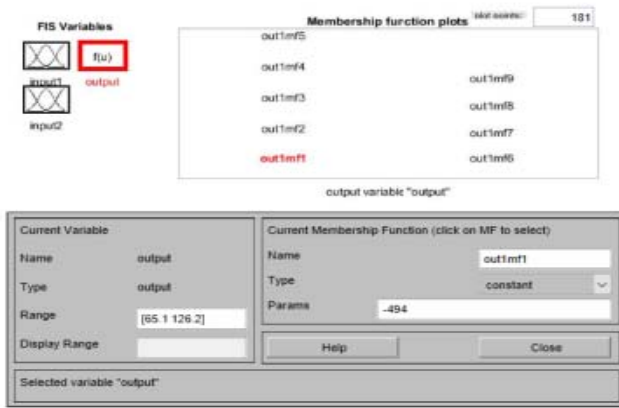 FIS Variables
f(u)
input1
output
input2
Membership function plots
plot points:
181
out1mf5
out1mf4
out1mf3
out1mf2
out1mf1
out1mf9
out1mf8
out1mf7
out1mf6
output variable "output"
Current Variable
Name output
Type output
Range [65.1 126.2]
Display Range
Current Membership Function (click on MF to select)
Name out1mf1
Type constant
Params -494
Help Close
Selected variable "output"